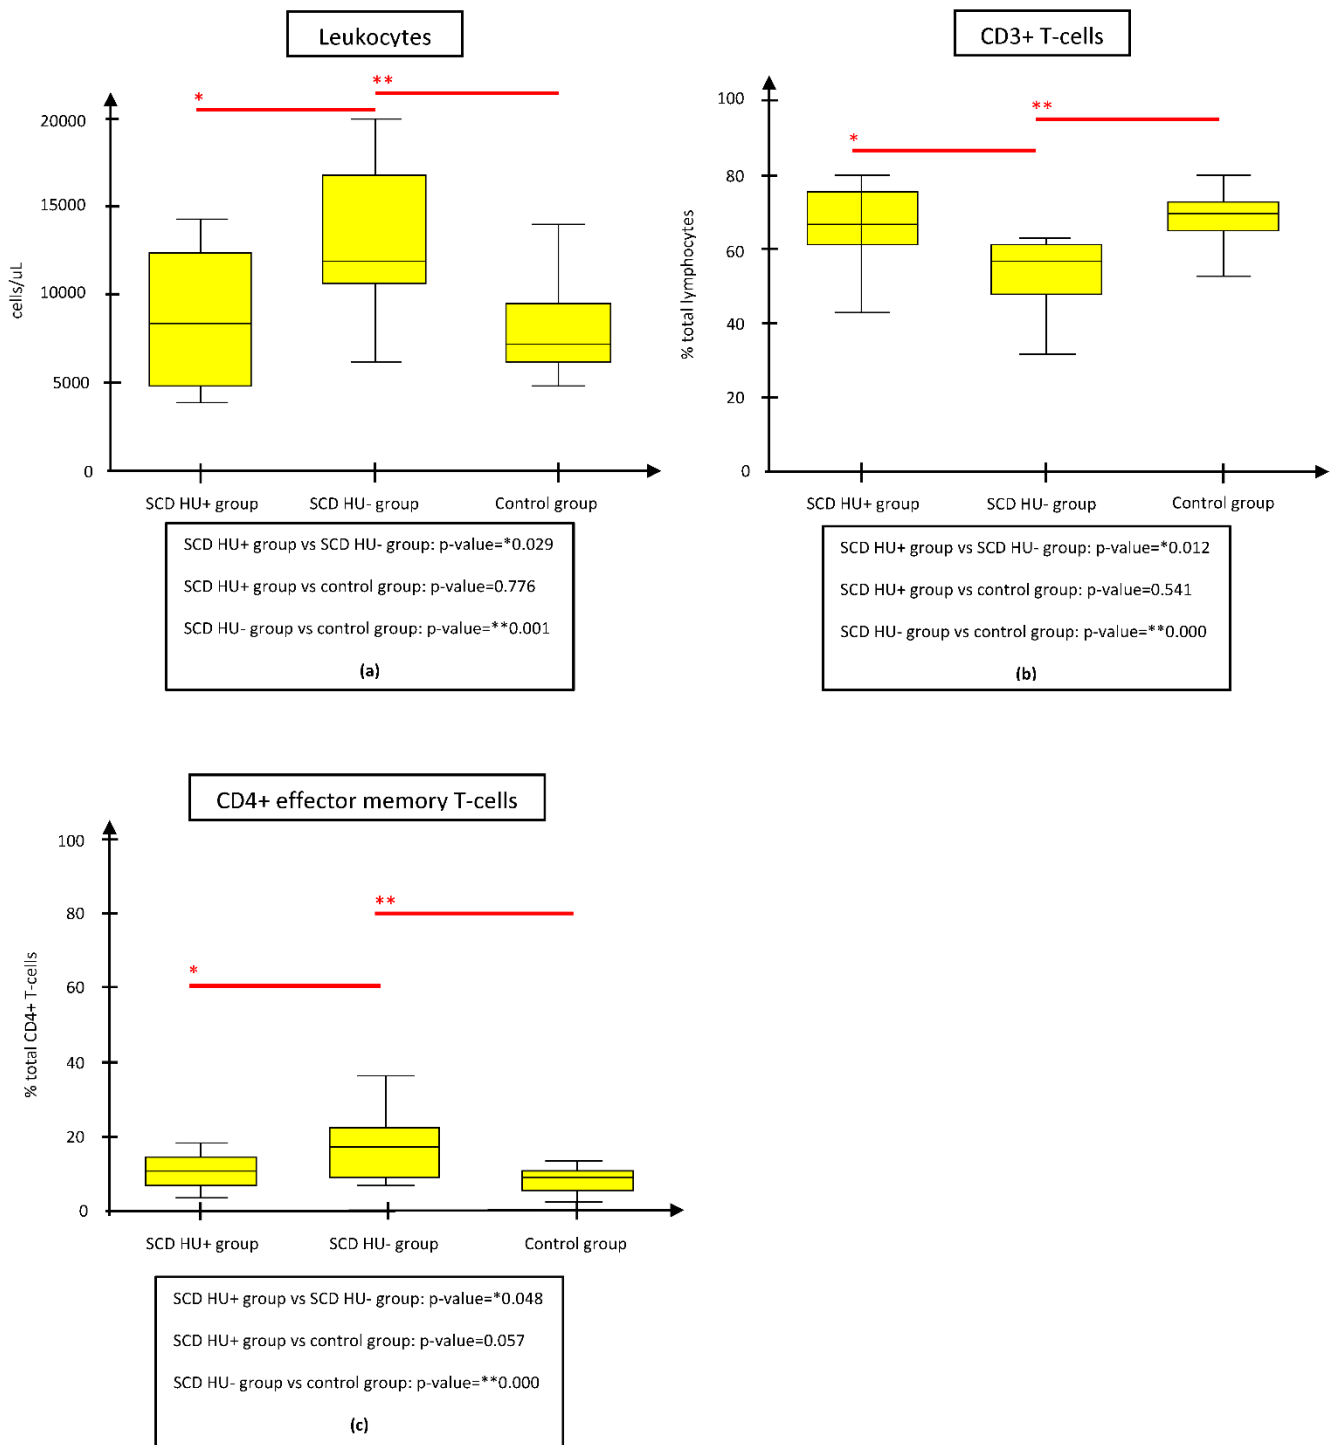 Leukocytes
*
**
20000
15000
10000
5000
0
cells/uL
SCD HU+ group
SCD HU- group
Control group
SCD HU+ group vs SCD HU- group: p-value=*0.029
SCD HU+ group vs control group: p-value=0.776
SCD HU- group vs control group: p-value=**0.001
(a)
CD3+ T-cells
*
**
100
80
60
40
20
0
% total lymphocytes
SCD HU+ group
SCD HU- group
Control group
SCD HU+ group vs SCD HU- group: p-value=*0.012
SCD HU+ group vs control group: p-value=0.541
SCD HU- group vs control group: p-value=**0.000
(b)
CD4+ effector memory T-cells
*
**
100
80
60
40
20
0
% total CD4+ T-cells
SCD HU+ group
SCD HU- group
Control group
SCD HU+ group vs SCD HU- group: p-value=*0.048
SCD HU+ group vs control group: p-value=0.057
SCD HU- group vs control group: p-value=**0.000
(c)